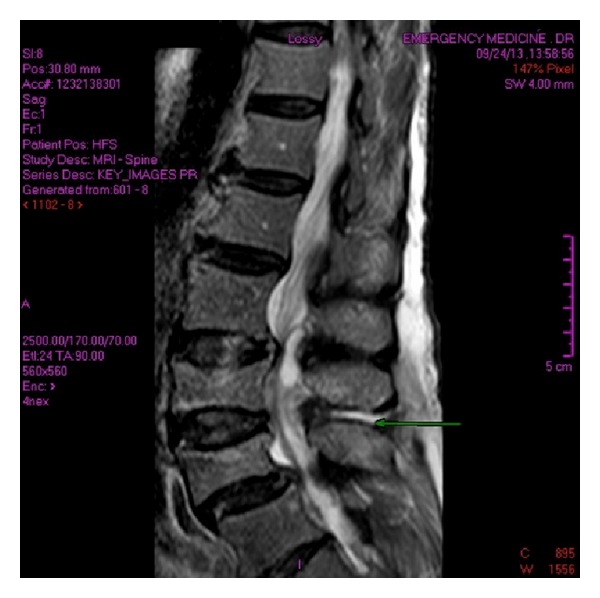 Lossy
EMERGENCY MEDICINE . DR
09/24/13 ,13:58:56
147% Pixel
SW 4.00 mm
SI:8
Pos:30.80 mm
Acc#: 1232138301
Sag
Ec:1
Fr:1
Patient Pos: HFS
Study Desc: MRI - Spine
Series Desc: KEY_IMAGES PR
Generated from:601 - 8
< 1102 - 8 >
A
2500.00/170.00/70.00
Etl:24 TA:90.00
560x560
Enc: >
4nex
5 cm
I
C 895
W 1556